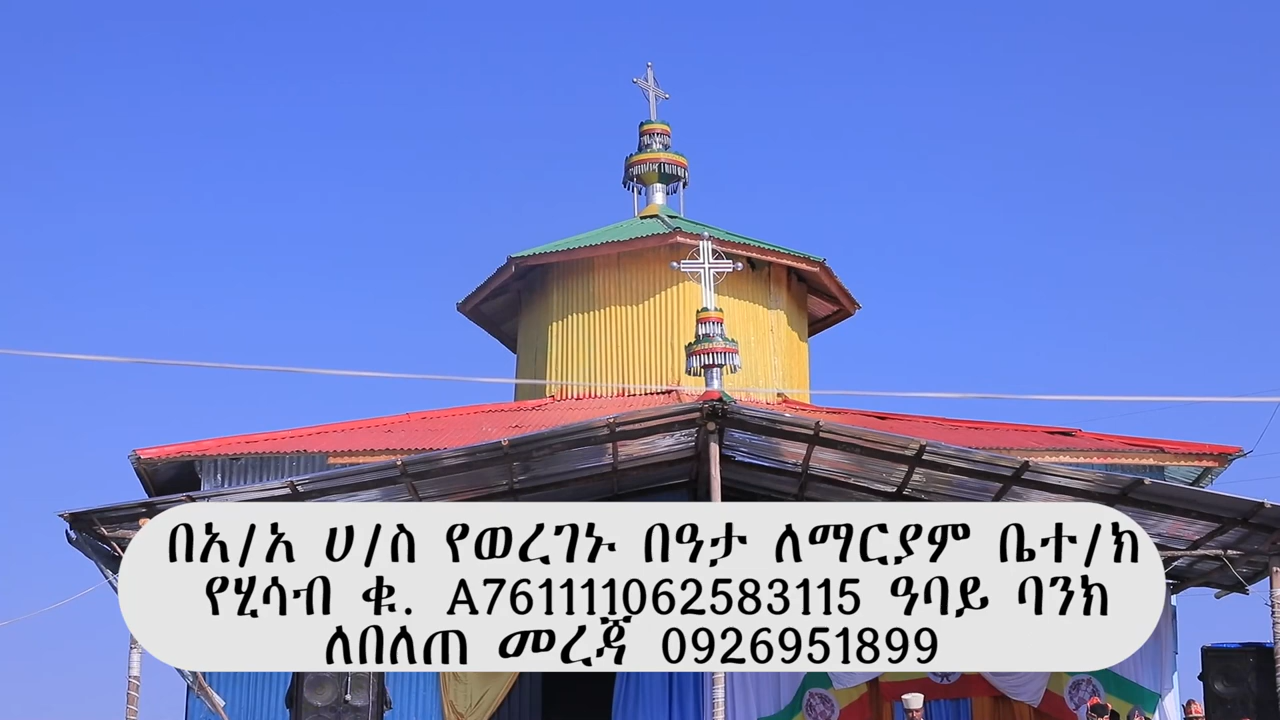 በአ/አ ሀ/ስ የወረገኑ በዓታ ለማርያም ቤተ/ክ
የሂሳብ ቁ. A761111062583115 ዓባይ ባንክ
ለበለጠ መረጃ 0926951899